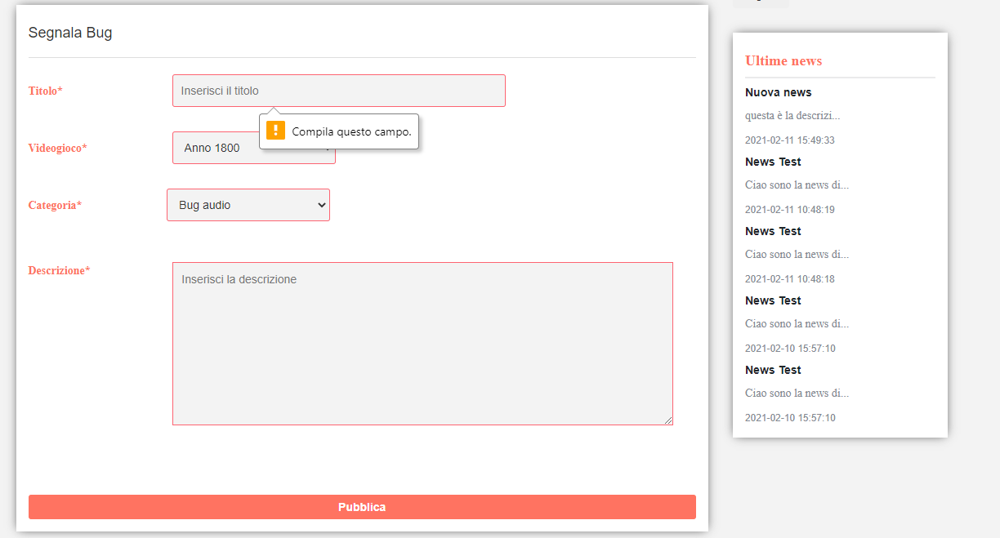 Segnala Bug
Titolo*
Inserisci il titolo
Compila questo campo.
Videogioco*
Anno 1800
Categoria*
Bug audio
Descrizione*
Inserisci la descrizione
Pubblica
Ultime news
Nuova news
questa è la descrizi...
2021-02-11 15:49:33
News Test
Ciao sono la news di...
2021-02-11 10:48:19
News Test
Ciao sono la news di...
2021-02-11 10:48:18
News Test
Ciao sono la news di...
2021-02-10 15:57:10
News Test
Ciao sono la news di...
2021-02-10 15:57:10